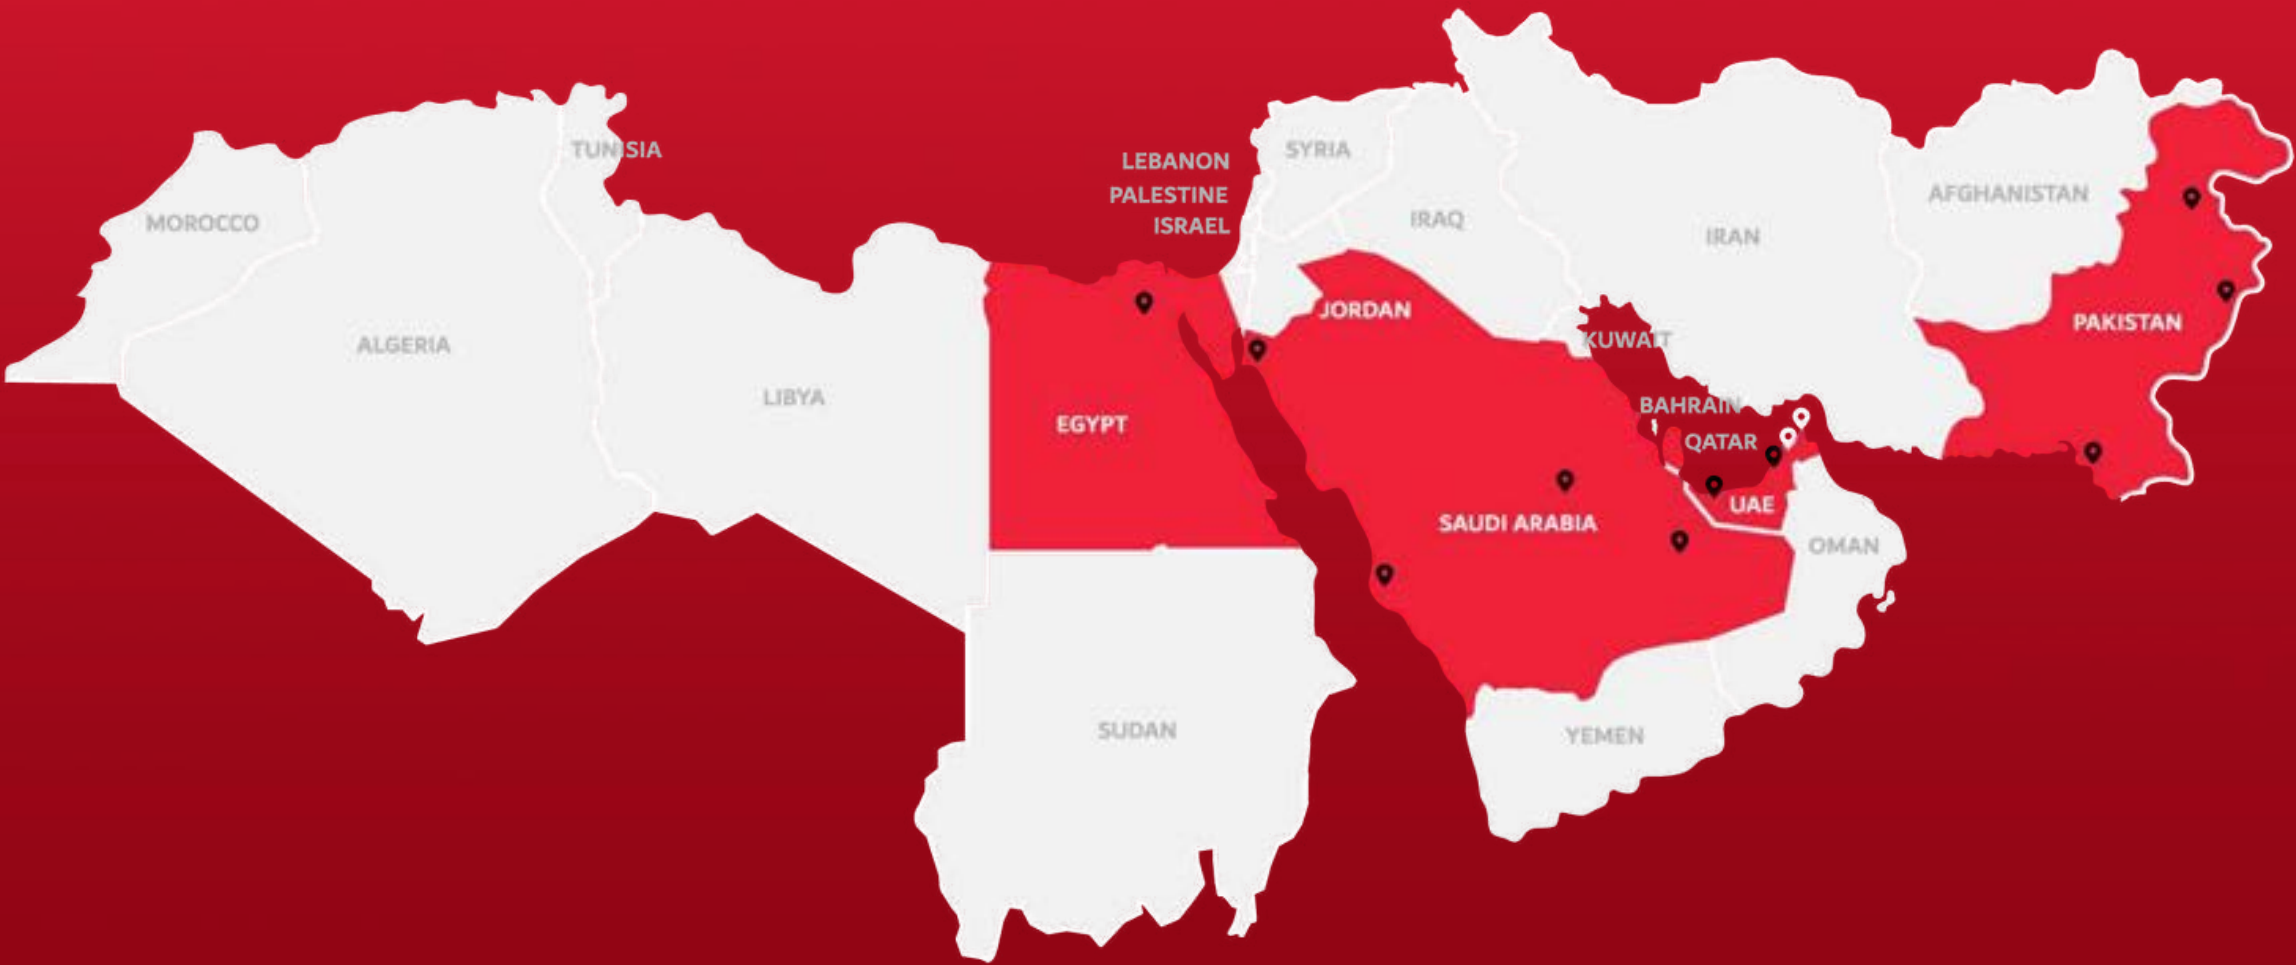 TUNISIA
MOROCCO
ALGERIA
LIBYA
LEBANON
PALESTINE
ISRAEL
SYRIA
IRAQ
IRAN
AFGHANISTAN
JORDAN
KUWAIT
PAKISTAN
EGYPT
BAHRAIN
QATAR
UAE
SAUDI ARABIA
OMAN
SUDAN
YEMEN